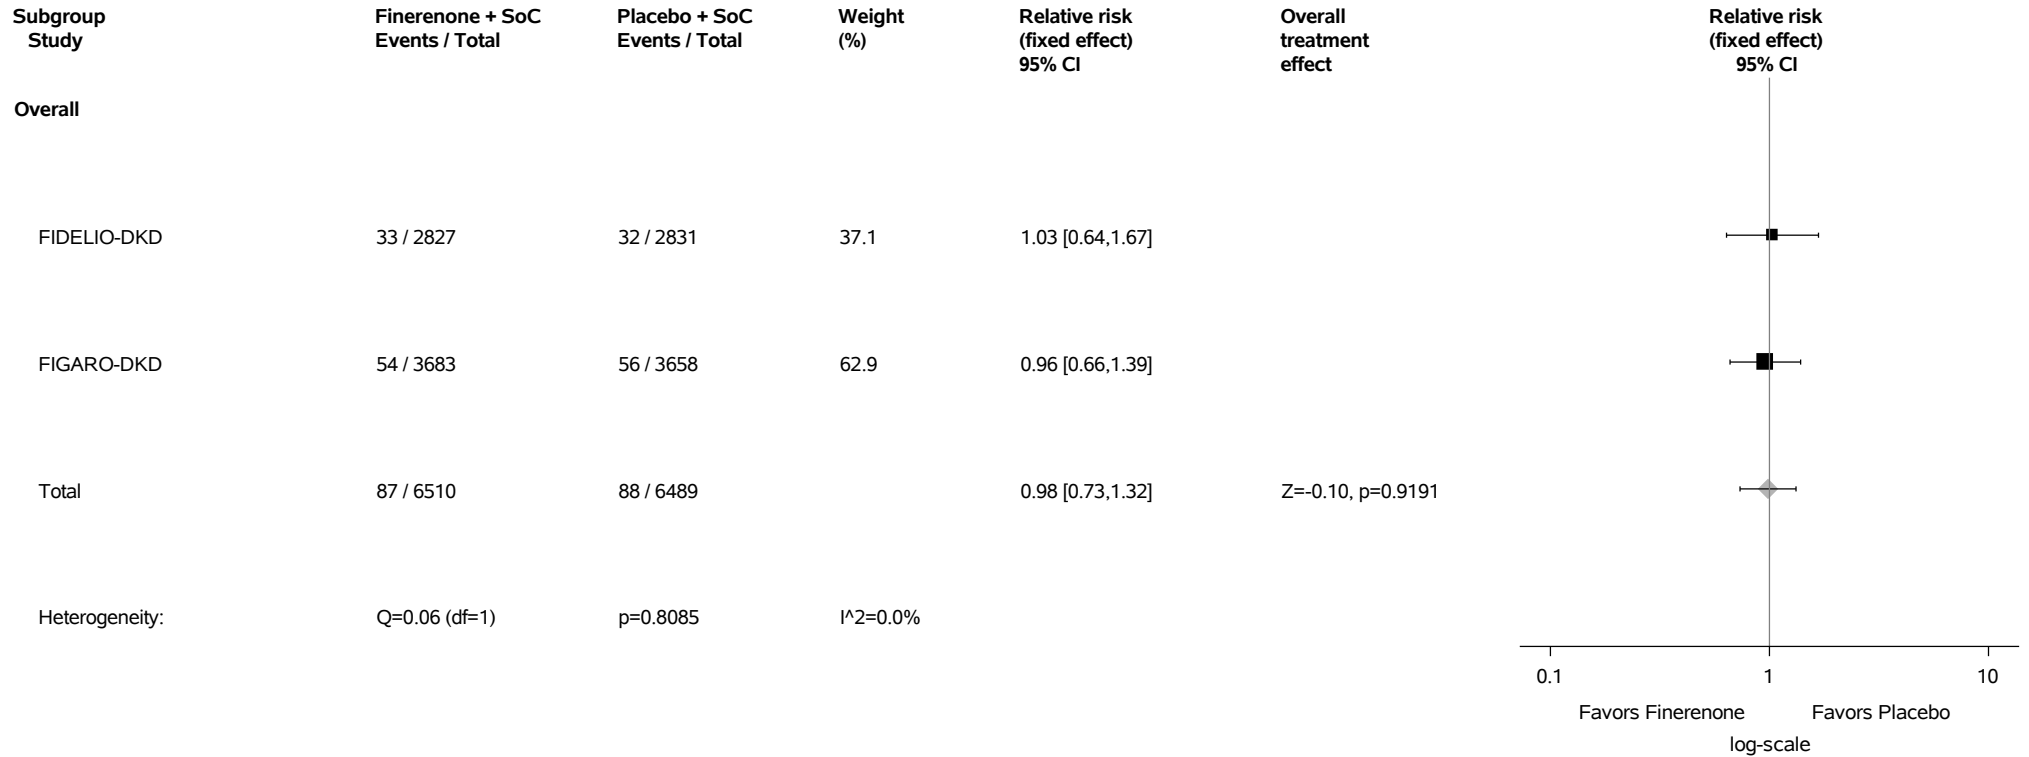 Subgroup Finerenone + SoC Placebo + SoC Weight Relative risk Overall Relative risk
Study Events / Total Events / Total (%) (fixed effect) treatment (fixed effect)
95% CI effect 95% CI
Overall
FIDELIO-DKD 33 / 2827 32 / 2831 37.1 1.03 [0.64,1.67]
FIGARO-DKD 54 / 3683 56 / 3658 62.9 0.96 [0.66,1.39]
Total 87 / 6510 88 / 6489 0.98 [0.73,1.32] Z=-0.10, p=0.9191
Heterogeneity: Q=0.06 (df=1) p=0.8085 I^2=0.0%
0.1 1 10
Favors Finerenone Favors Placebo
log-scale